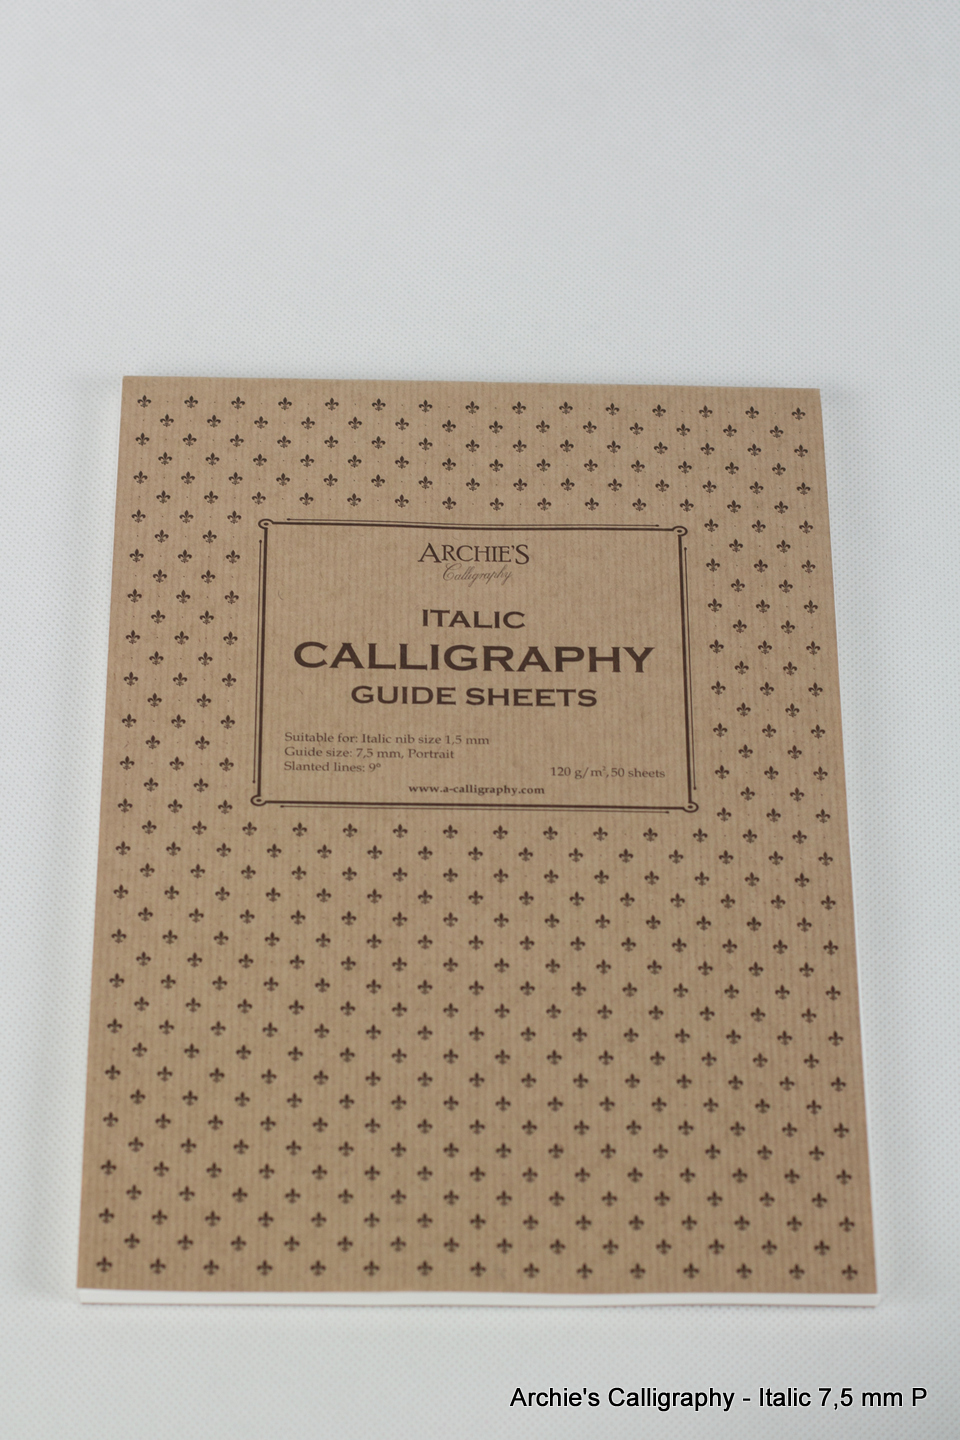 ARCHIE'S
Calligraphy
ITALIC
CALLIGRAPHY
GUIDE SHEETS
Suitable for: Italic nib size 1,5 mm
Guide size: 7,5 mm, Portrait
Slanted lines: 9°
120 g/m², 50 sheets
www.a-calligraphy.com
Archie's Calligraphy - Italic 7,5 mm P